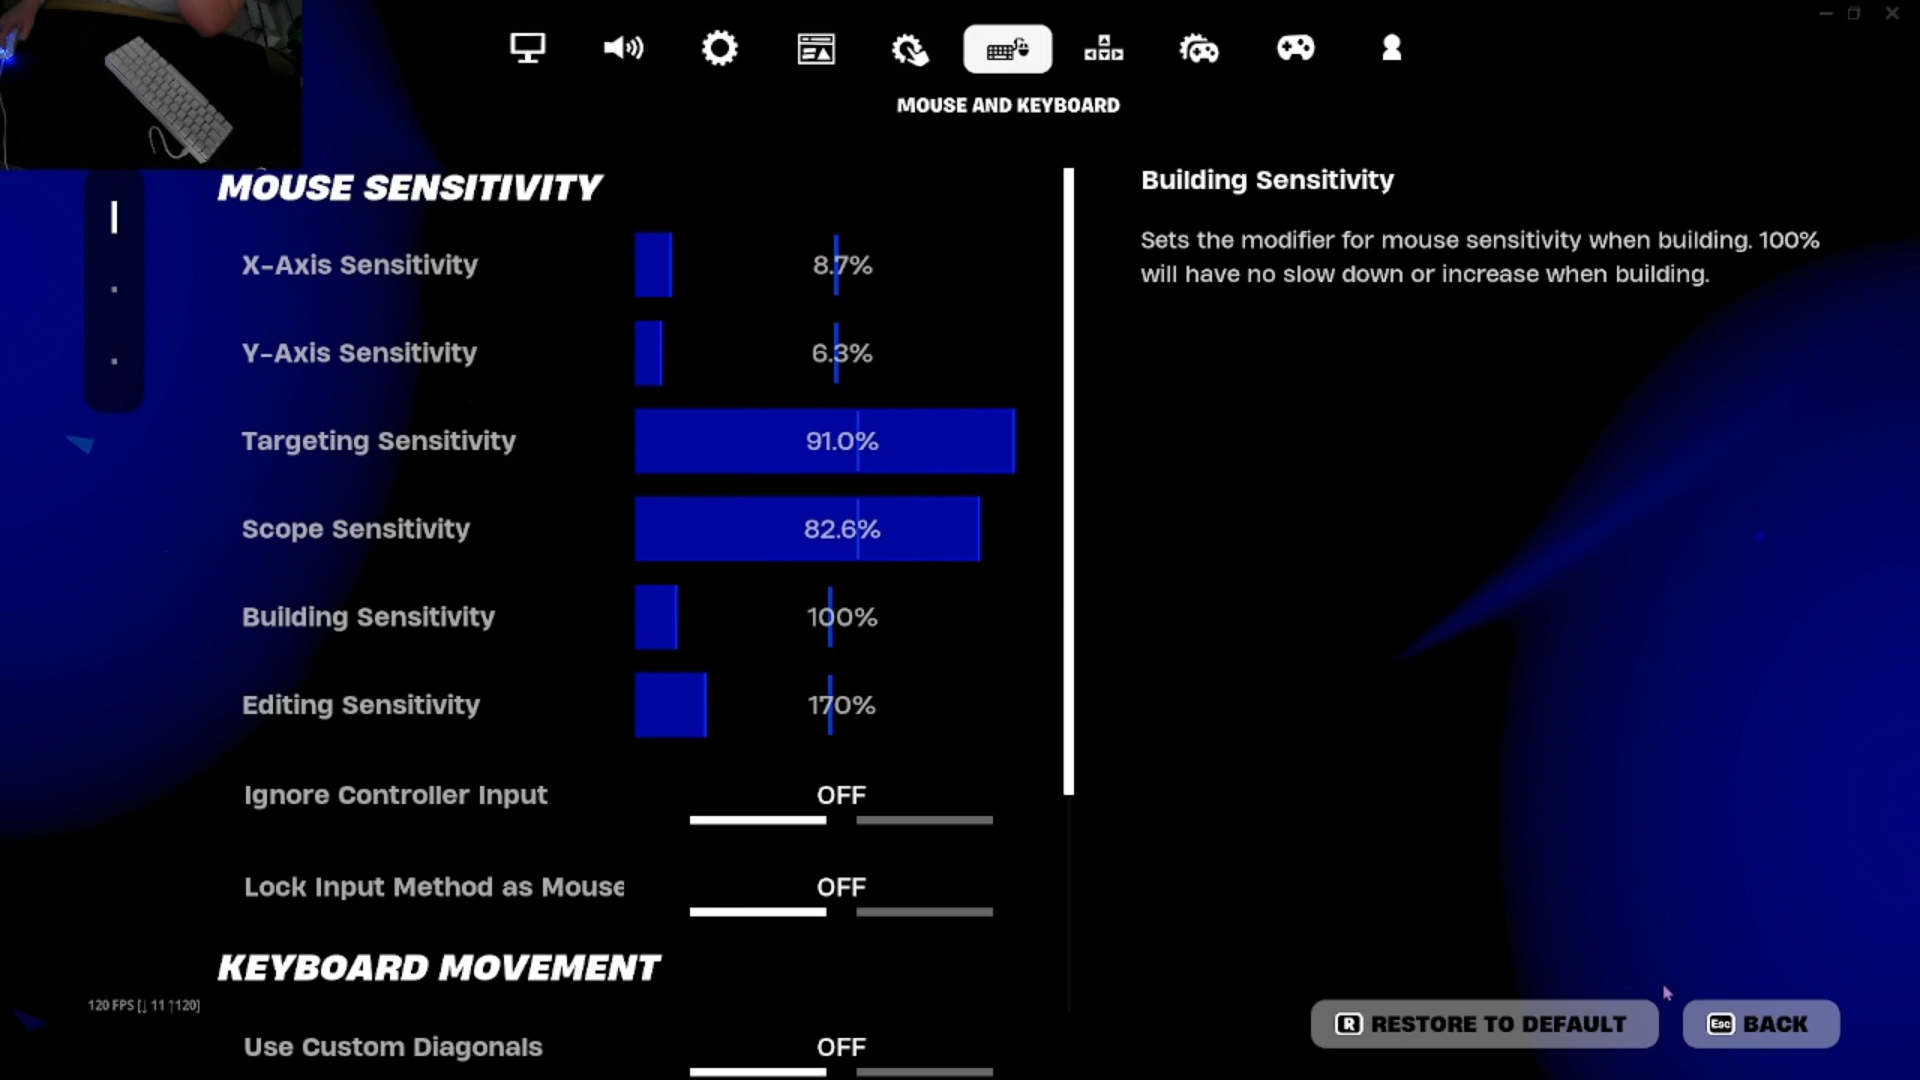 MOUSE AND KEYBOARD
MOUSE SENSITIVITY
X-Axis Sensitivity 8.7%
Y-Axis Sensitivity 6.3%
Targeting Sensitivity 91.0%
Scope Sensitivity 82.6%
Building Sensitivity 100%
Editing Sensitivity 170%
Ignore Controller Input OFF
Lock Input Method as Mouse OFF
KEYBOARD MOVEMENT
Use Custom Diagonals OFF
Building Sensitivity
Sets the modifier for mouse sensitivity when building. 100%
will have no slow down or increase when building.
120 FPS [↓ 11 ↑120]
R RESTORE TO DEFAULT
Esc BACK